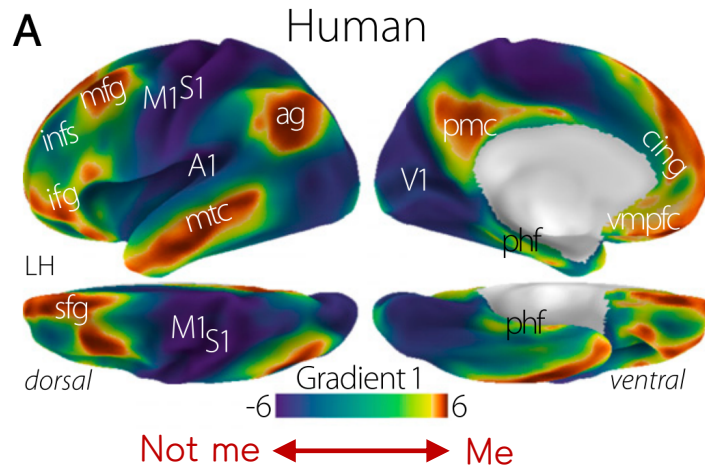 A
Human
mfg
M1
S1
infs
ag
A1
ifg
mtc
LH
pmc
cing
V1
vmpfc
phf
sfg
M1
S1
dorsal
phf
ventral
Gradient 1
-6
6
Not me
Me